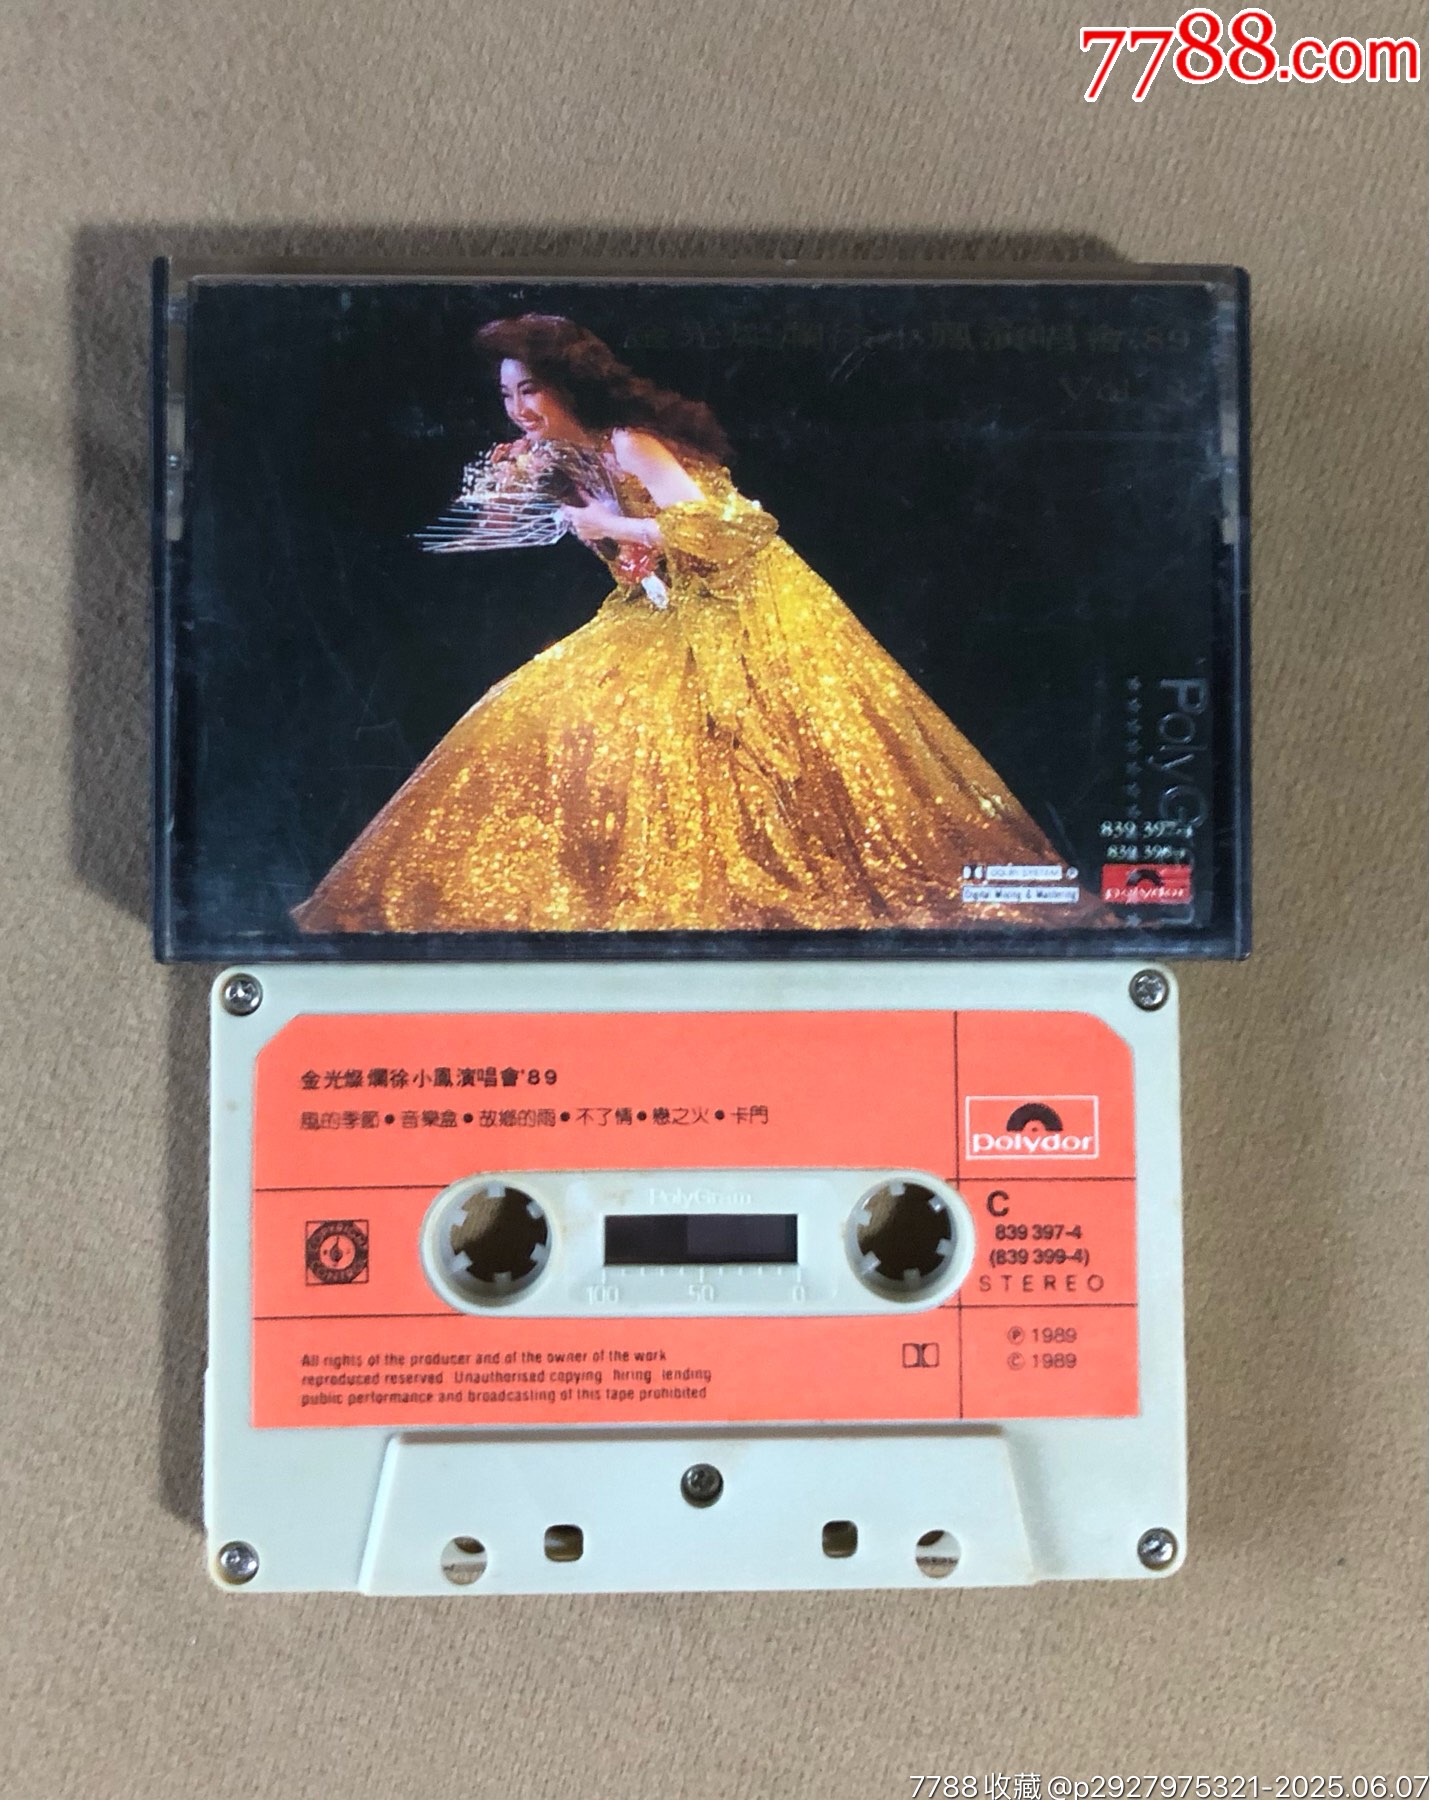 7788.com
金光燦爛徐小鳳演唱會'89
Vol.
PolyGram
839 397-4
839 398-4
DOLBY SYSTEM
Digital Mixing & Mastering
polydor
金光燦爛徐小鳳演唱會'89
風的季節●音樂盒●故鄉的雨●不了情●戀之火●卡門
polydor
PolyGram
C
839 397-4
(839 399-4)
STEREO
100 50 0
℗ 1989
© 1989
All rights of the producer and of the owner of the work
reproduced reserved Unauthorised copying hiring lending
public performance and broadcasting of this tape prohibited
7788收藏@p2927975321-2025.06.07